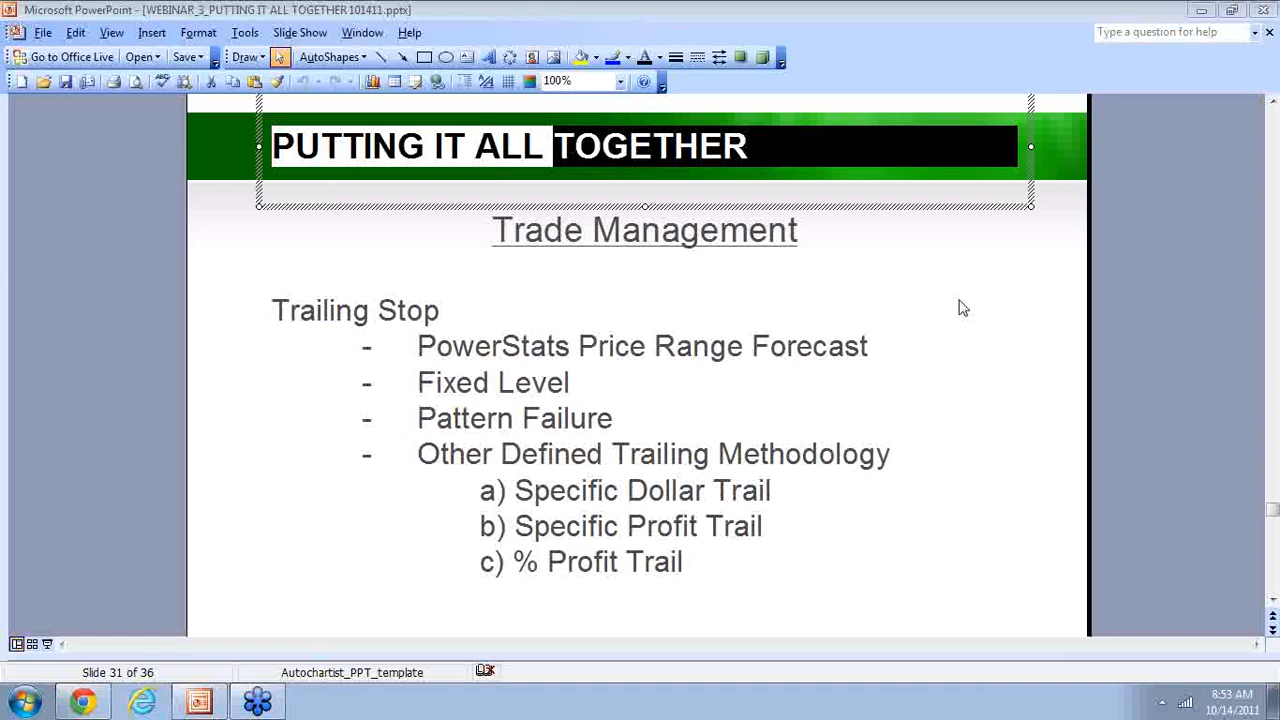 Microsoft PowerPoint - [WEBINAR_3_PUTTING IT ALL TOGETHER 101411.pptx]
File Edit View Insert Format Tools Slide Show Window Help
Type a question for help
Go to Office Live Open Save Draw AutoShapes
100%
PUTTING IT ALL TOGETHER
Trade Management
Trailing Stop
- PowerStats Price Range Forecast
- Fixed Level
- Pattern Failure
- Other Defined Trailing Methodology
a) Specific Dollar Trail
b) Specific Profit Trail
c) % Profit Trail
Slide 31 of 36 Autochartist_PPT_template
8:53 AM
10/14/2011